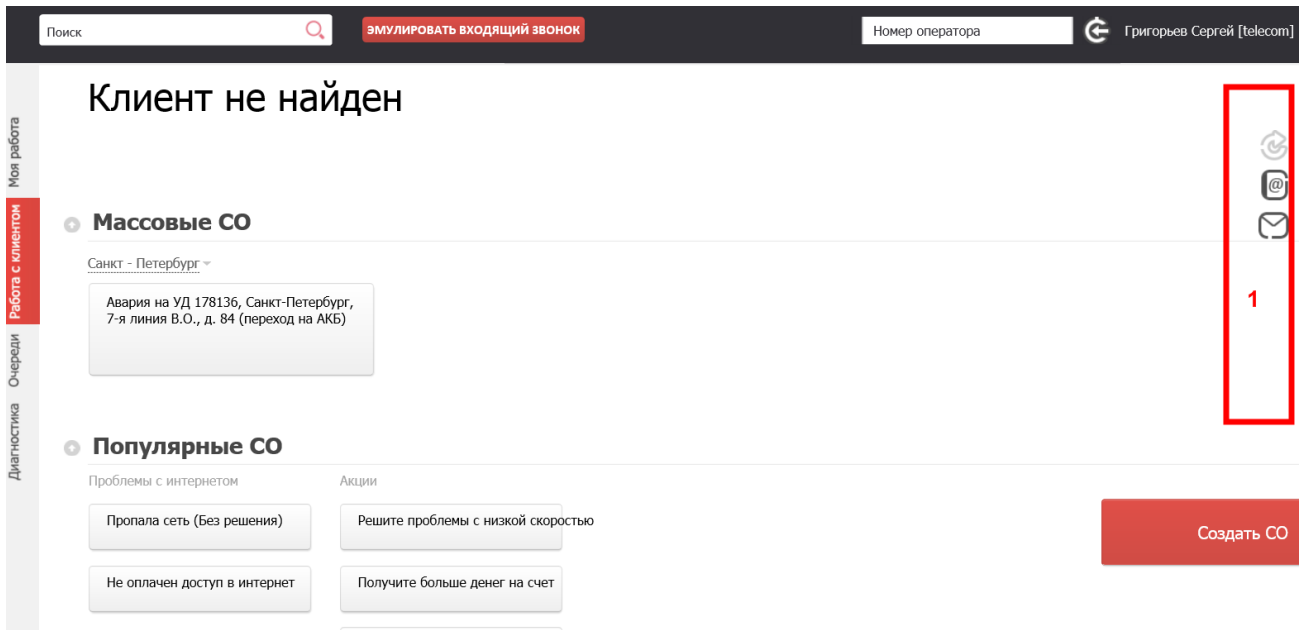 Поиск
ЭМУЛИРОВАТЬ ВХОДЯЩИЙ ЗВОНОК
Номер оператора
Григорьев Сергей [telecom]
Моя работа
Работа с клиентом
Очереди
Диагностика
Клиент не найден
@
1
Массовые СО
Санкт - Петербург
Авария на УД 178136, Санкт-Петербург,
7-я линия В.О., д. 84 (переход на АКБ)
Популярные СО
Проблемы с интернетом
Акции
Пропала сеть (Без решения)
Решите проблемы с низкой скоростью
Создать СО
Не оплачен доступ в интернет
Получите больше денег на счет